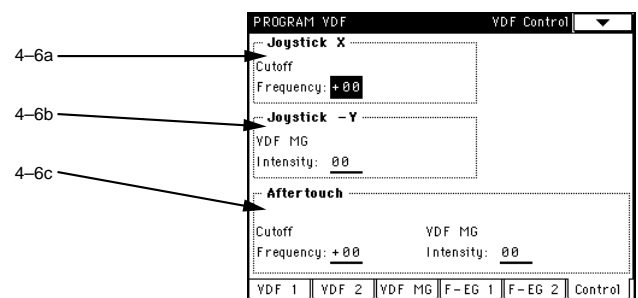 PROGRAM VDF VDF Control
4–6a
Joystick X
Cutoff
Frequency: +00
4–6b
Joystick –Y
VDF MG
Intensity: 00
4–6c
Aftertouch
Cutoff VDF MG
Frequency: +00 Intensity: 00
VDF 1 VDF 2 VDF MG F-EG 1 F-EG 2 Control